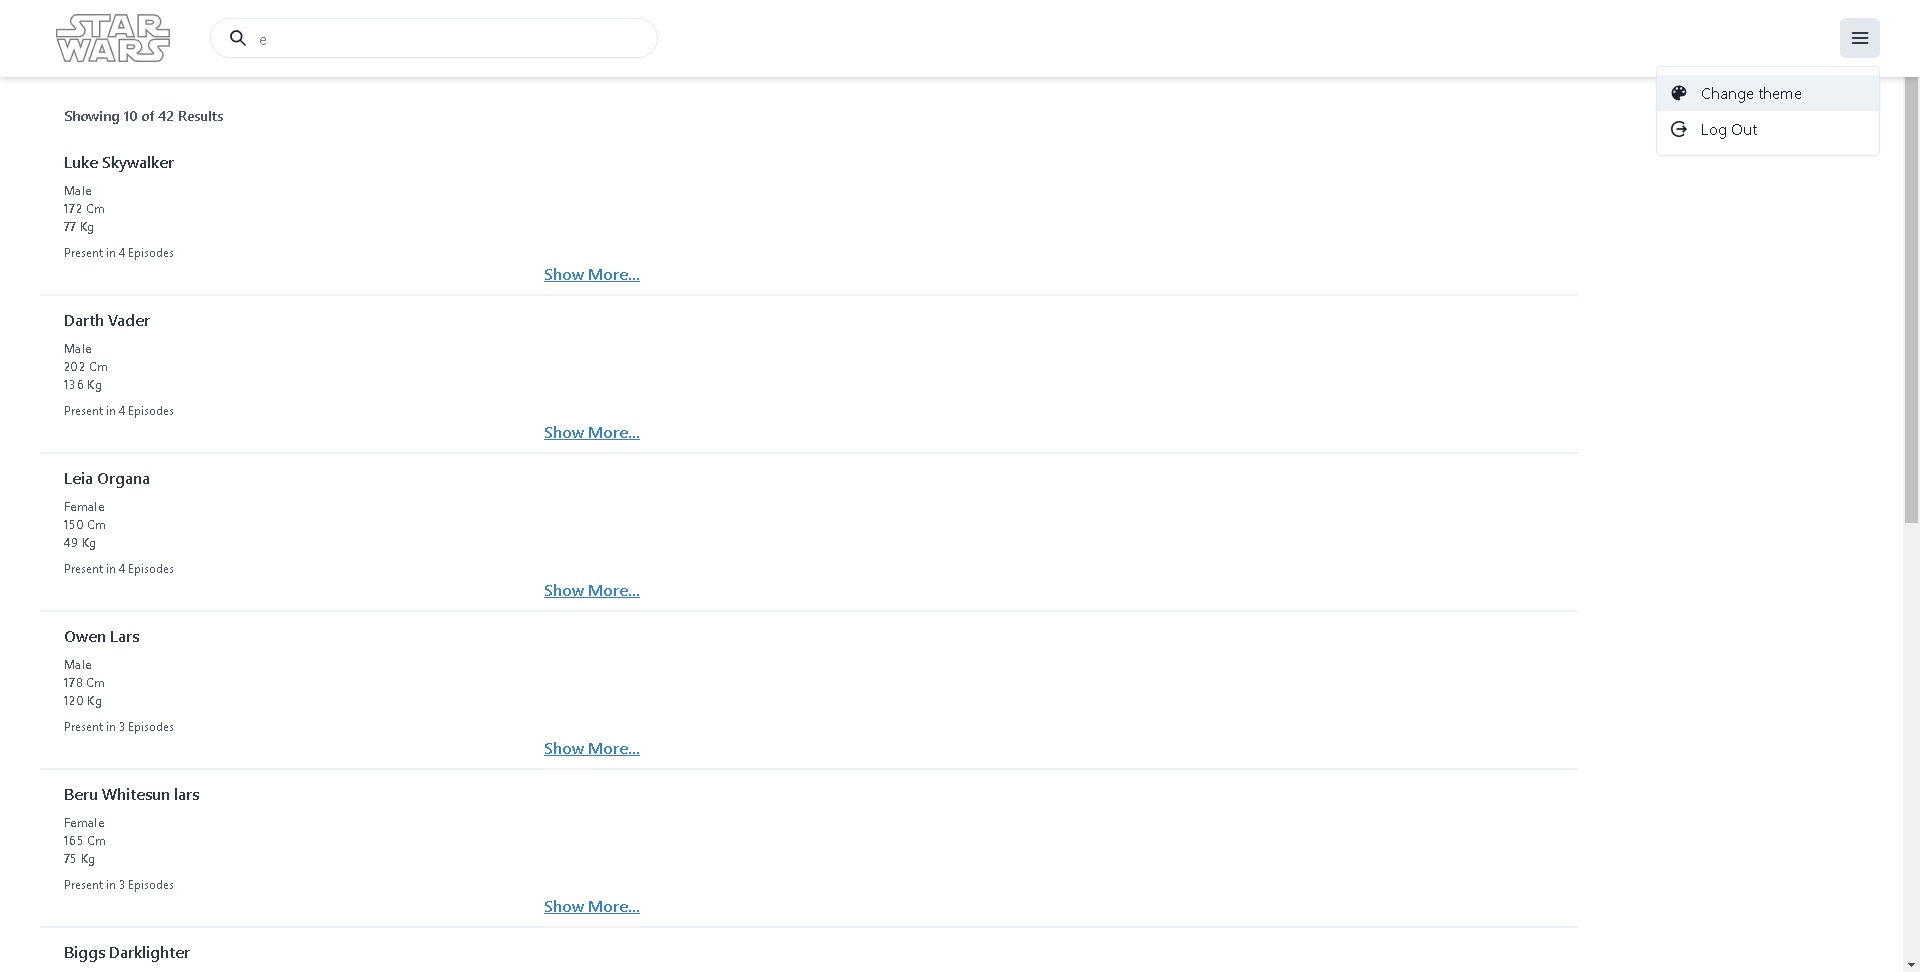 STAR
WARS
e
Change theme
Log Out
Showing 10 of 42 Results
Luke Skywalker
Male
172 Cm
77 Kg
Present in 4 Episodes
Show More...
Darth Vader
Male
202 Cm
136 Kg
Present in 4 Episodes
Show More...
Leia Organa
Female
150 Cm
49 Kg
Present in 4 Episodes
Show More...
Owen Lars
Male
178 Cm
120 Kg
Present in 3 Episodes
Show More...
Beru Whitesun lars
Female
165 Cm
75 Kg
Present in 3 Episodes
Show More...
Biggs Darklighter